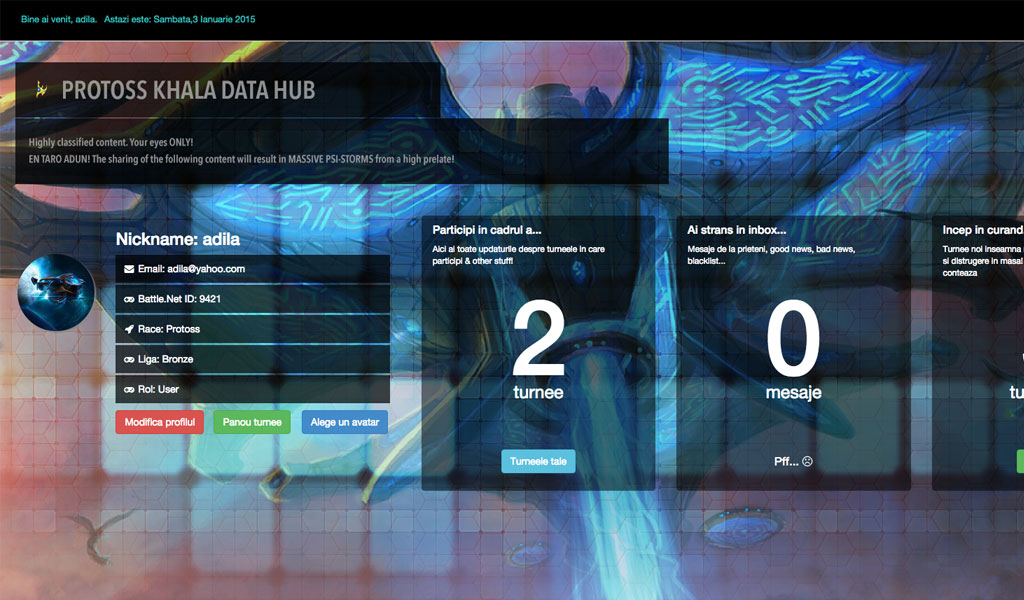 Bine ai venit, adila. Astazi este: Sambata,3 Ianuarie 2015
PROTOSS KHALA DATA HUB
Highly classified content. Your eyes ONLY!
EN TARO ADUN! The sharing of the following content will result in MASSIVE PSI-STORMS from a high prelate!
Nickname: adila
Email: adila@yahoo.com
Battle.Net ID: 9421
Race: Protoss
Liga: Bronze
Rol: User
Modifica profilul
Panou turnee
Alege un avatar
Participi in cadrul a...
Aici ai toate updaturile despre turneele in care
participi & other stuff!
2
turnee
Turneele tale
Ai strans in inbox...
Mesaje de la prieteni, good news, bad news,
blacklist...
0
mesaje
Pff...
Incep in curand
Turnee noi inseamna
si distrugere in masa!
conteaza
tu